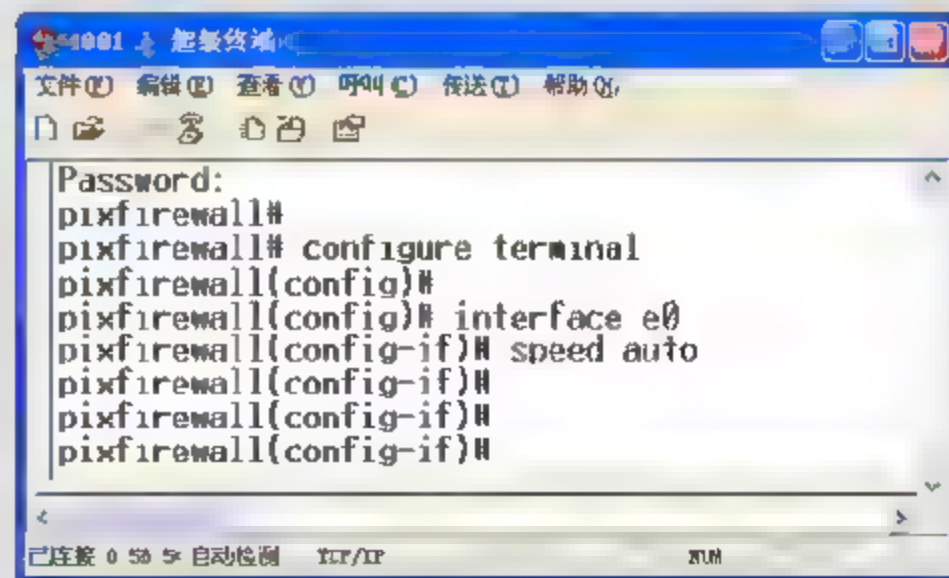 超级终端
文件(F) 编辑(E) 查看(V) 呼叫(C) 传送(T) 帮助(H)
Password:
pixfirewall#
pixfirewall# configure terminal
pixfirewall(config)#
pixfirewall(config)# interface e0
pixfirewall(config-if)# speed auto
pixfirewall(config-if)#
pixfirewall(config-if)#
pixfirewall(config-if)#
已连接 自动检测 TCP/IP NUM